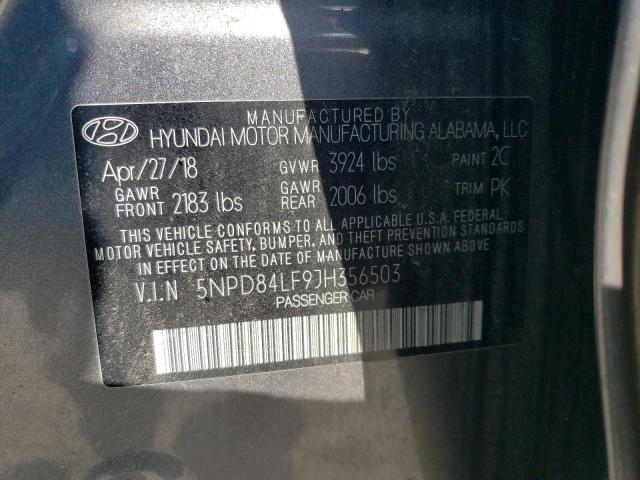 MANUFACTURED BY
HYUNDAI MOTOR MANUFACTURING ALABAMA, LLC
Apr/27/18 GVWR 3924 lbs PAINT 2C
GAWR FRONT 2183 lbs GAWR REAR 2006 lbs TRIM PK
THIS VEHICLE CONFORMS TO ALL APPLICABLE U.S.A. FEDERAL
MOTOR VEHICLE SAFETY, BUMPER, AND THEFT PREVENTION STANDARDS
IN EFFECT ON THE DATE OF MANUFACTURE SHOWN ABOVE.
V.I.N 5NPD84LF9JH356503
PASSENGER CAR